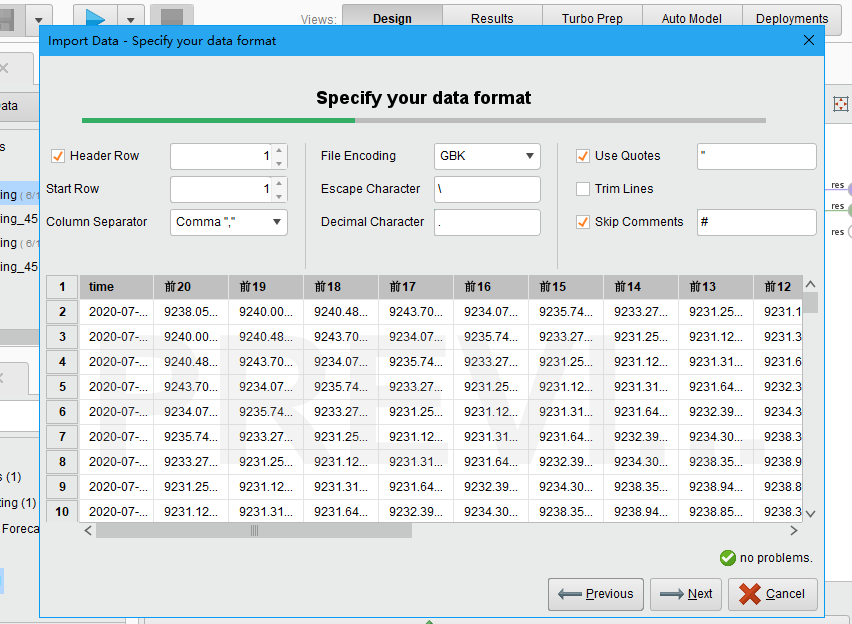 Views: Design Results Turbo Prep Auto Model Deployments
Import Data - Specify your data format
ata
Specify your data format
s
Header Row 1 File Encoding GBK Use Quotes "
Start Row 1 Escape Character \ Trim Lines
Column Separator Comma "," Decimal Character . Skip Comments #
ing ( 6/1
ing_45
ing ( 6/1
ing_45
res
res
res
1 time 前20 前19 前18 前17 前16 前15 前14 前13 前12
2 2020-07-... 9238.05... 9240.00... 9240.48... 9243.70... 9234.07... 9235.74... 9233.27... 9231.25... 9231.1
3 2020-07-... 9240.00... 9240.48... 9243.70... 9234.07... 9235.74... 9233.27... 9231.25... 9231.12... 9231.3
4 2020-07-... 9240.48... 9243.70... 9234.07... 9235.74... 9233.27... 9231.25... 9231.12... 9231.31... 9231.6
5 2020-07-... 9243.70... 9234.07... 9235.74... 9233.27... 9231.25... 9231.12... 9231.31... 9231.64... 9232.3
6 2020-07-... 9234.07... 9235.74... 9233.27... 9231.25... 9231.12... 9231.31... 9231.64... 9232.39... 9234.3
7 2020-07-... 9235.74... 9233.27... 9231.25... 9231.12... 9231.31... 9231.64... 9232.39... 9234.30... 9238.3
8 2020-07-... 9233.27... 9231.25... 9231.12... 9231.31... 9231.64... 9232.39... 9234.30... 9238.35... 9238.9
9 2020-07-... 9231.25... 9231.12... 9231.31... 9231.64... 9232.39... 9234.30... 9238.35... 9238.94... 9238.8
10 2020-07-... 9231.12... 9231.31... 9231.64... 9232.39... 9234.30... 9238.35... 9238.94... 9238.85... 9238.3
PREVI...
s (1)
ting (1)
Foreca
no problems.
Previous Next Cancel